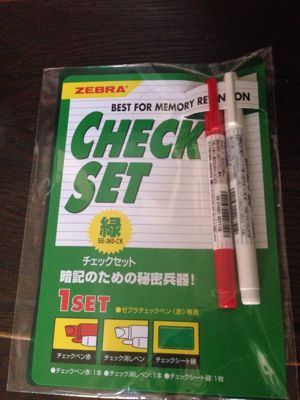 ZEBRA
BEST FOR MEMORY RETENTION
CHECK
SET
緑
SE-360-CK
チェックセット
暗記のための秘密兵器!
1SET
●ゼブラチェックペン〈赤〉専用
チェックペン赤
チェック消しペン
チェックシート緑
●チェックペン赤:1本 ●チェック消しペン:1本 ●チェックシート緑:1枚